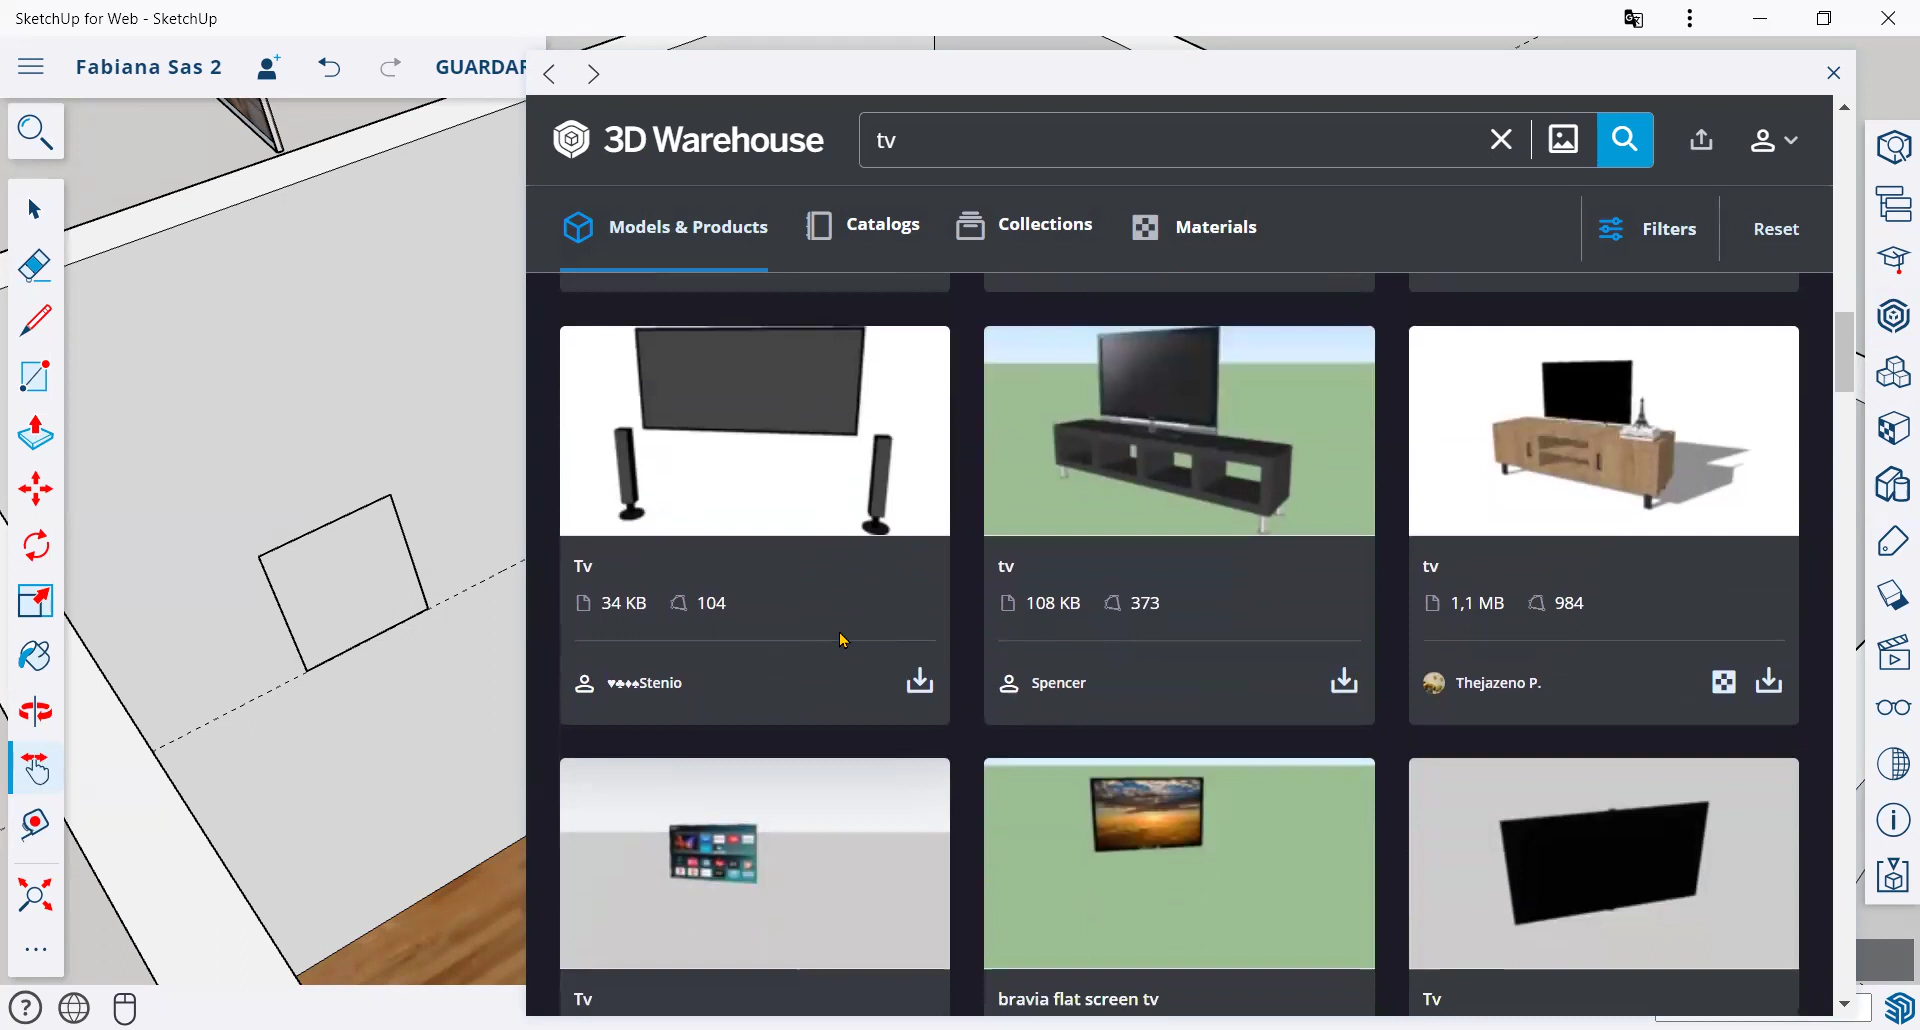 SketchUp for Web - SketchUp
Fabiana Sas 2
GUARDAR
3D Warehouse
tv
Models & Products
Catalogs
Collections
Materials
Filters
Reset
Tv
34 KB 104
♥♣♦♠Stenio
tv
108 KB 373
Spencer
tv
1,1 MB 984
Thejazeno P.
Tv
bravia flat screen tv
Tv